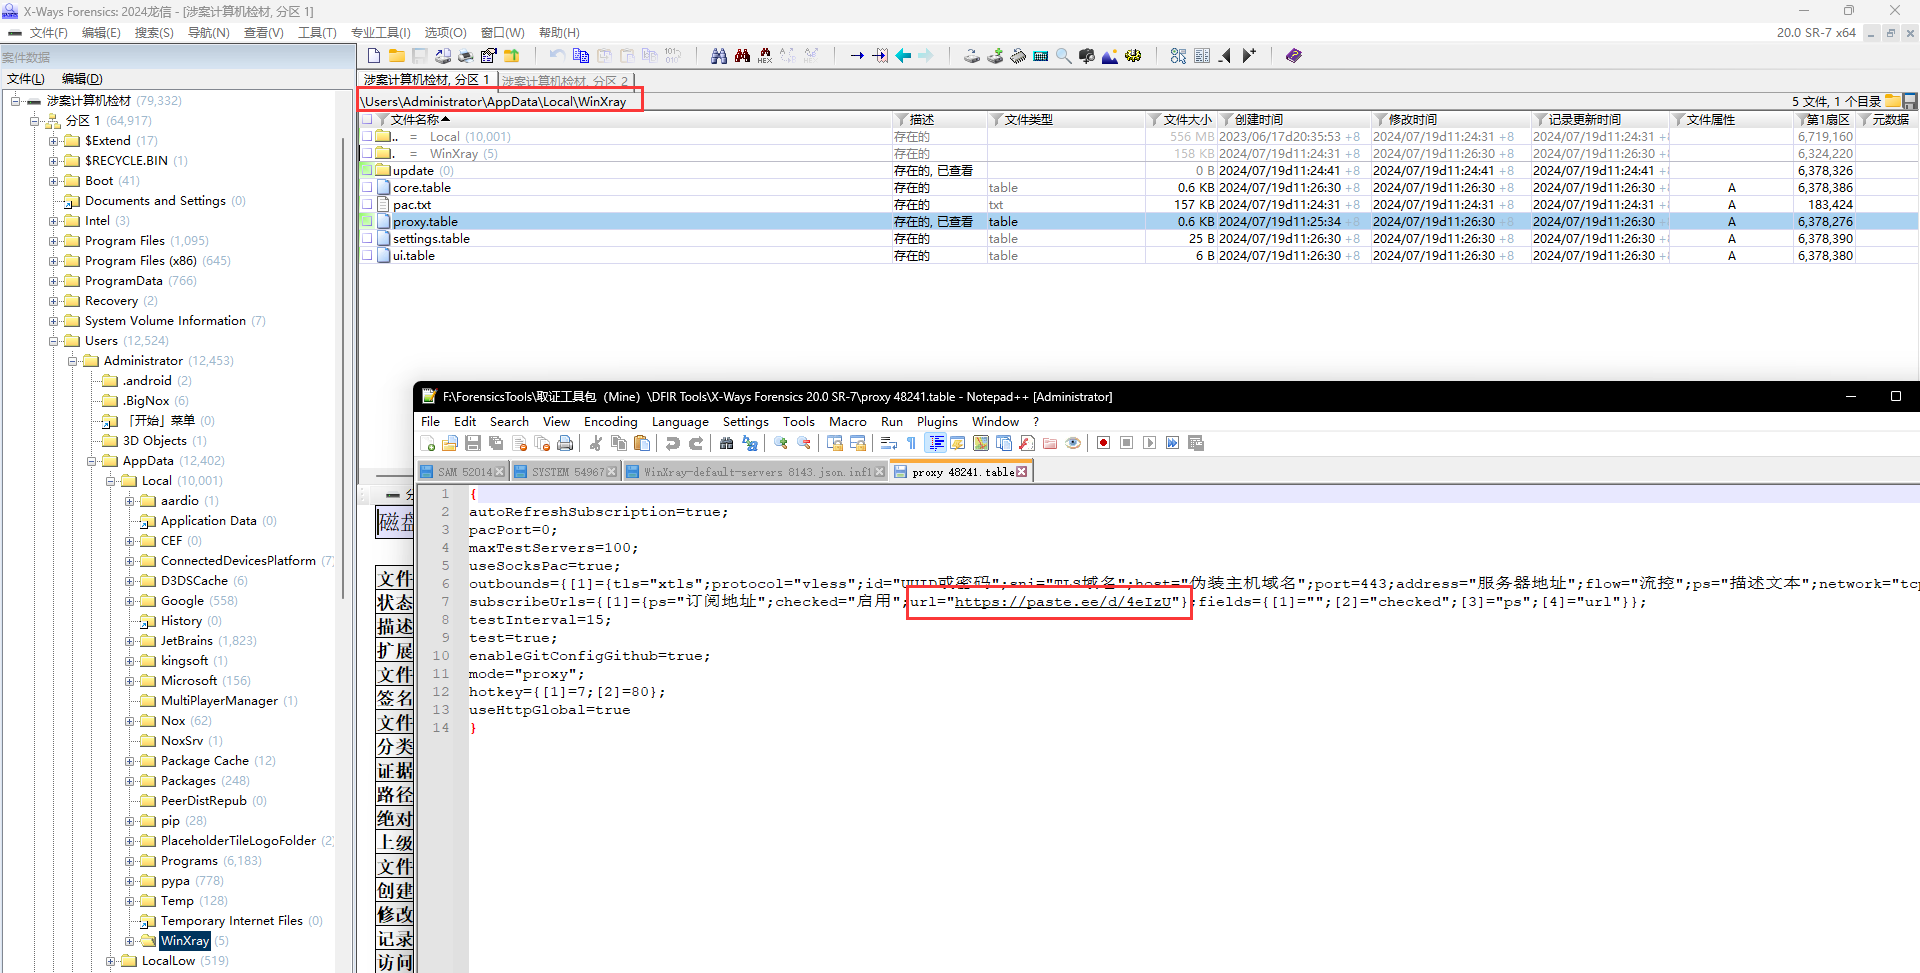 X-Ways Forensics: 2024龙信 - [涉案计算机检材, 分区 1]
文件(F) 编辑(E) 搜索(S) 导航(N) 查看(V) 工具(T) 专业工具(I) 选项(O) 窗口(W) 帮助(H) 20.0 SR-7 x64
案件数据
文件(L) 编辑(D)
涉案计算机检材, 分区 1 涉案计算机检材, 分区 2
\Users\Administrator\AppData\Local\WinXray 5 文件, 1 个目录
文件名称 描述 文件类型 文件大小 创建时间 修改时间 记录更新时间 文件属性 第1扇区 元数据
.. = Local (10,001) 存在的 556 MB 2023/06/17d20:35:53 +8 2024/07/19d11:24:31 +8 2024/07/19d11:24:31 +8 6,719,160
. = WinXray (5) 存在的 158 KB 2024/07/19d11:24:31 +8 2024/07/19d11:26:30 +8 2024/07/19d11:26:30 +8 6,324,220
update (0) 存在的, 已查看 0 B 2024/07/19d11:24:41 +8 2024/07/19d11:24:41 +8 2024/07/19d11:24:41 +8 6,378,326
core.table 存在的 table 0.6 KB 2024/07/19d11:26:30 +8 2024/07/19d11:26:30 +8 2024/07/19d11:26:30 +8 A 6,378,386
pac.txt 存在的 txt 157 KB 2024/07/19d11:24:31 +8 2024/07/19d11:24:31 +8 2024/07/19d11:24:31 +8 A 183,424
proxy.table 存在的, 已查看 table 0.6 KB 2024/07/19d11:25:34 +8 2024/07/19d11:26:30 +8 2024/07/19d11:26:30 +8 A 6,378,276
settings.table 存在的 table 25 B 2024/07/19d11:26:30 +8 2024/07/19d11:26:30 +8 2024/07/19d11:26:30 +8 A 6,378,390
ui.table 存在的 table 6 B 2024/07/19d11:26:30 +8 2024/07/19d11:26:30 +8 2024/07/19d11:26:30 +8 A 6,378,380
涉案计算机检材 (79,332)
分区 1 (64,917)
$Extend (17)
$RECYCLE.BIN (1)
Boot (41)
Documents and Settings (0)
Intel (3)
Program Files (1,095)
Program Files (x86) (645)
ProgramData (766)
Recovery (2)
System Volume Information (7)
Users (12,524)
Administrator (12,453)
.android (2)
.BigNox (6)
「开始」菜单 (0)
3D Objects (1)
AppData (12,402)
Local (10,001)
aardio (1)
Application Data (0)
CEF (0)
ConnectedDevicesPlatform (7)
D3DSCache (6)
Google (558)
History (0)
JetBrains (1,823)
kingsoft (1)
Microsoft (156)
MultiPlayerManager (1)
Nox (62)
NoxSrv (1)
Package Cache (12)
Packages (248)
PeerDistRepub (0)
pip (28)
PlaceholderTileLogoFolder (2)
Programs (6,183)
pypa (778)
Temp (128)
Temporary Internet Files (0)
WinXray (5)
LocalLow (519)
磁盘
文件
状态
描述
扩展
文件
签名
文件
分类
证据
路径
绝对
上级
文件
创建
修改
记录
访问
F:\ForensicsTools\取证工具包（Mine）\DFIR Tools\X-Ways Forensics 20.0 SR-7\proxy 48241.table - Notepad++ [Administrator]
File Edit Search View Encoding Language Settings Tools Macro Run Plugins Window ?
SAM 52014 SYSTEM 54967 WinXray-default-servers 8143.json.inf1 proxy 48241.table
1 {
2 autoRefreshSubscription=true;
3 pacPort=0;
4 maxTestServers=100;
5 useSocksPac=true;
6 outbounds={[1]={tls="xtls";protocol="vless";id="UUID或密码";sni="TLS域名";host="伪装主机域名";port=443;address="服务器地址";flow="流控";ps="描述文本";network="tcp
7 subscribeUrls={[1]={ps="订阅地址";checked="启用";url="https://paste.ee/d/4eIzU"};fields={[1]="";[2]="checked";[3]="ps";[4]="url"}};
8 testInterval=15;
9 test=true;
10 enableGitConfigGithub=true;
11 mode="proxy";
12 hotkey={[1]=7;[2]=80};
13 useHttpGlobal=true
14 }